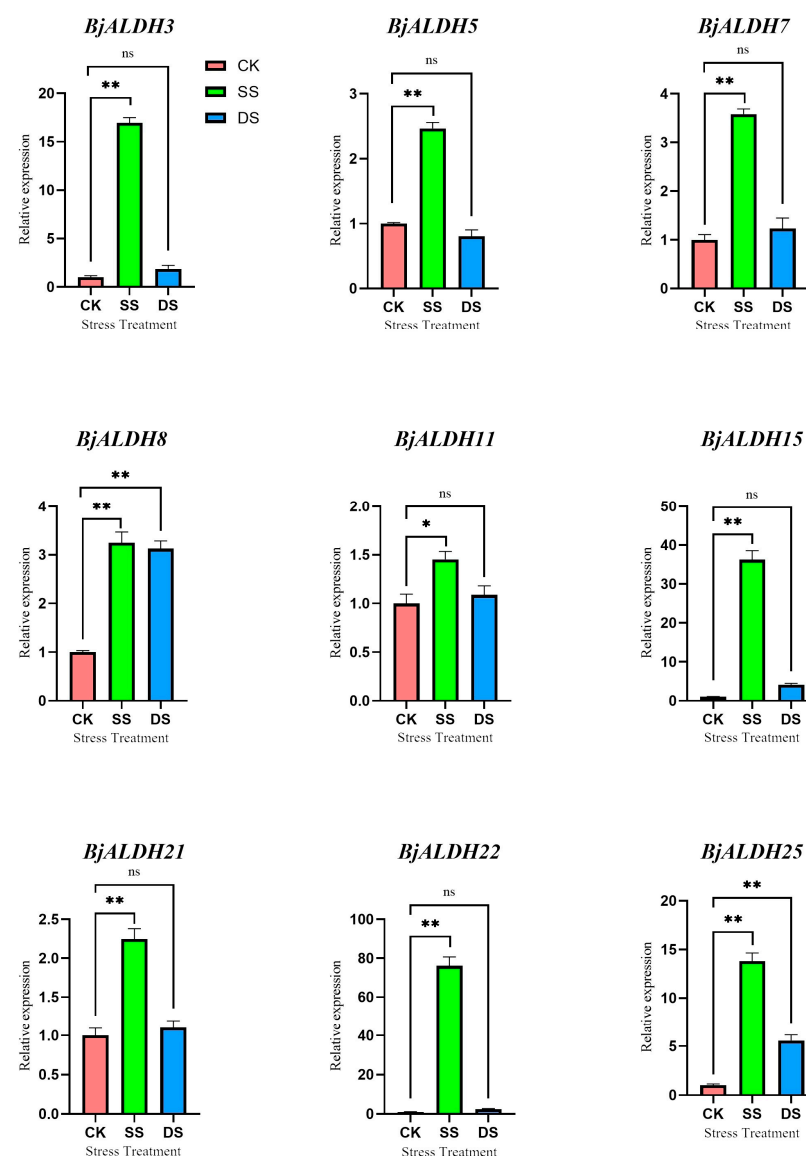 BjALDH3
BjALDH5
BjALDH7
ns
CK
SS
DS
**
20
15
10
5
0
Relative expression
CK SS DS
Stress Treatment
ns
**
3
2
1
0
Relative expression
CK SS DS
Stress Treatment
ns
**
4
3
2
1
0
Relative expression
CK SS DS
Stress Treatment
BjALDH8
BjALDH11
BjALDH15
**
**
4
3
2
1
0
Relative expression
CK SS DS
Stress Treatment
ns
*
2.0
1.5
1.0
0.5
0.0
Relative expression
CK SS DS
Stress Treatment
ns
**
50
40
30
20
10
0
Relative expression
CK SS DS
Stress Treatment
BjALDH21
BjALDH22
BjALDH25
ns
**
2.5
2.0
1.5
1.0
0.5
0.0
Relative expression
CK SS DS
Stress Treatment
ns
**
100
80
60
40
20
0
Relative expression
CK SS DS
Stress Treatment
**
**
20
15
10
5
0
Relative expression
CK SS DS
Stress Treatment